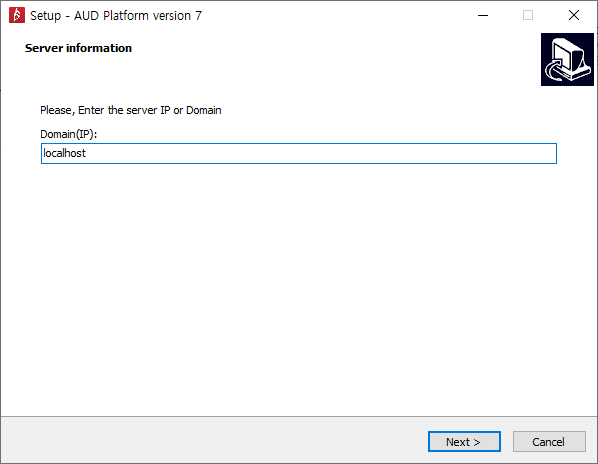 Setup - AUD Platform version 7
Server information
Please, Enter the server IP or Domain
Domain(IP):
localhost
Next >
Cancel